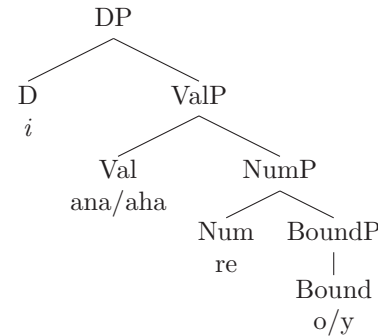 DP
D ValP
i
Val NumP
ana/aha
Num BoundP
re
Bound
o/y